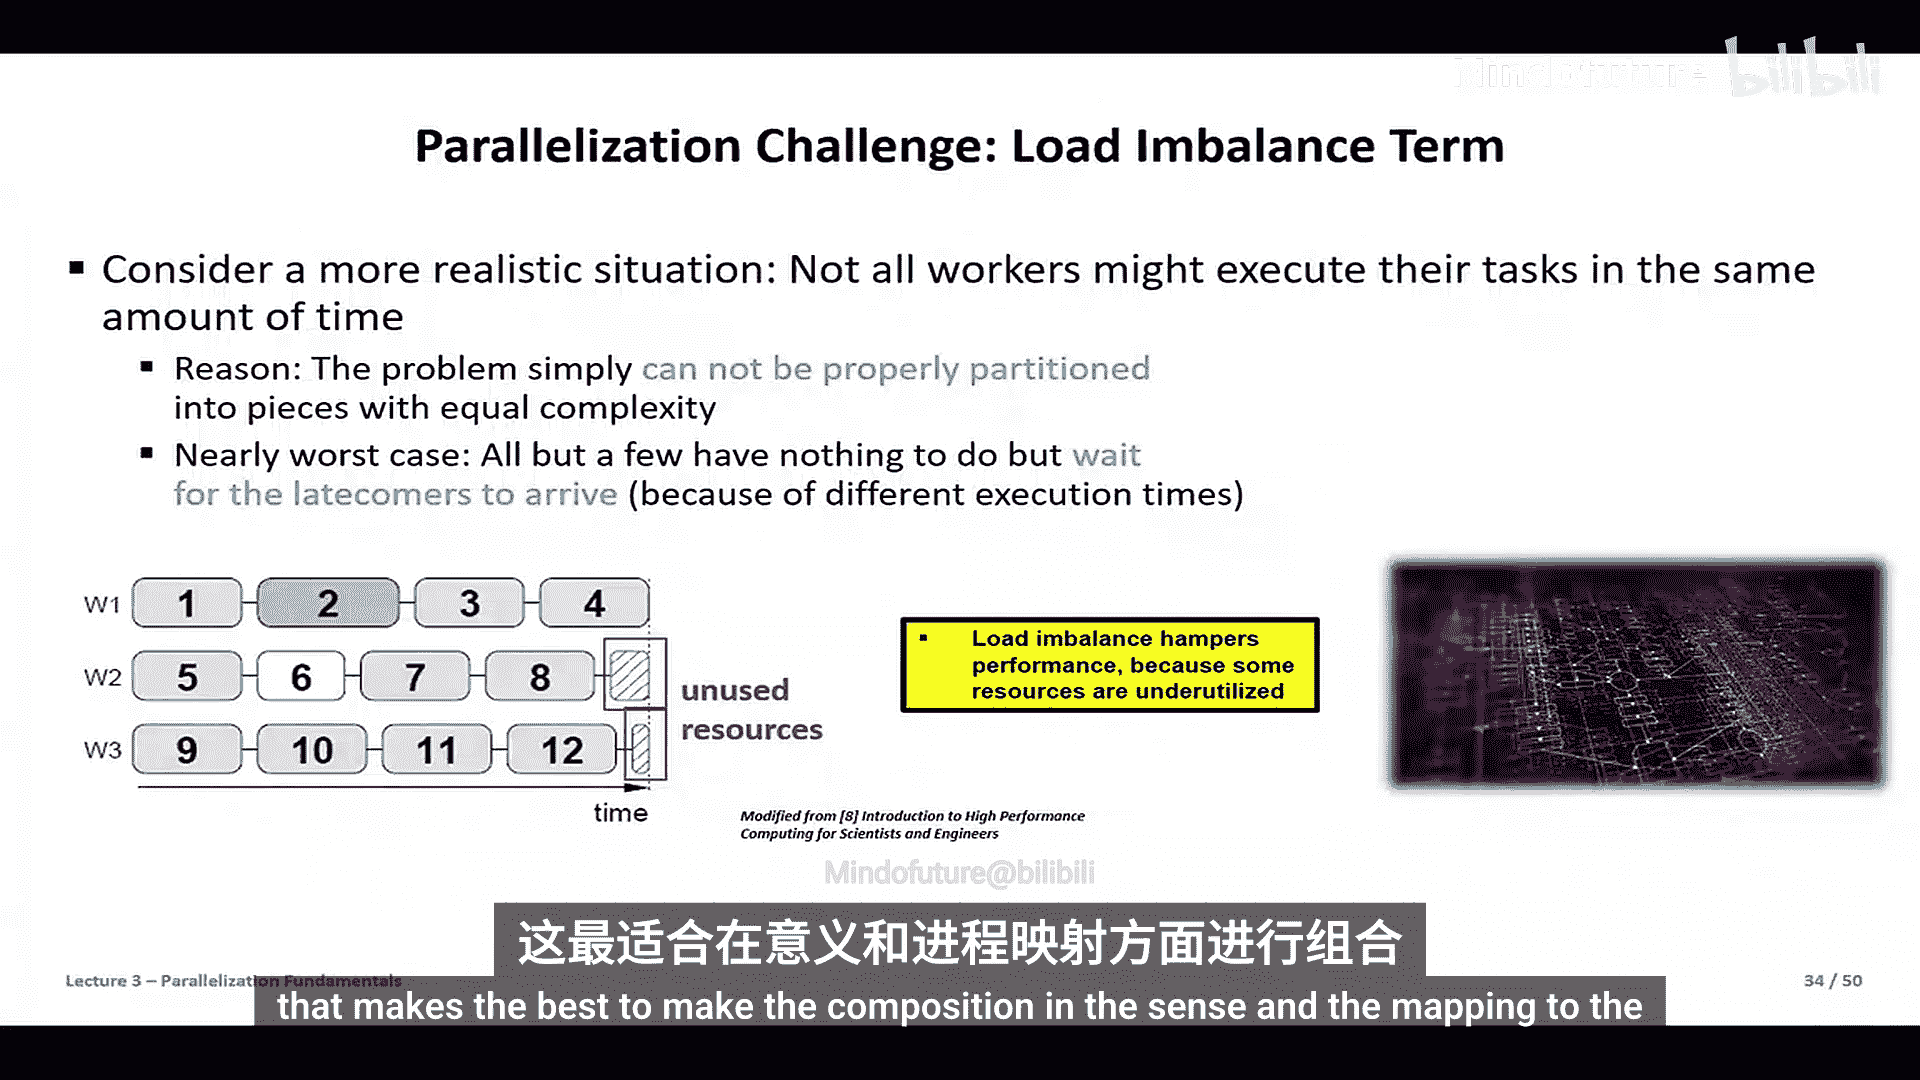 Mindofuture bilibili
Parallelization Challenge: Load Imbalance Term
▪ Consider a more realistic situation: Not all workers might execute their tasks in the same
amount of time
▪ Reason: The problem simply can not be properly partitioned
into pieces with equal complexity
▪ Nearly worst case: All but a few have nothing to do but wait
for the latecomers to arrive (because of different execution times)
W1 1 2 3 4
W2 5 6 7 8
W3 9 10 11 12
unused
resources
time
▪ Load imbalance hampers
performance, because some
resources are underutilized
Modified from [8] Introduction to High Performance
Computing for Scientists and Engineers
Mindofuture@bilibili
这最适合在意义和进程映射方面进行组合
Lecture 3 – Parallelization Fundamentals
34 / 50
that makes the best to make the composition in the sense and the mapping to the